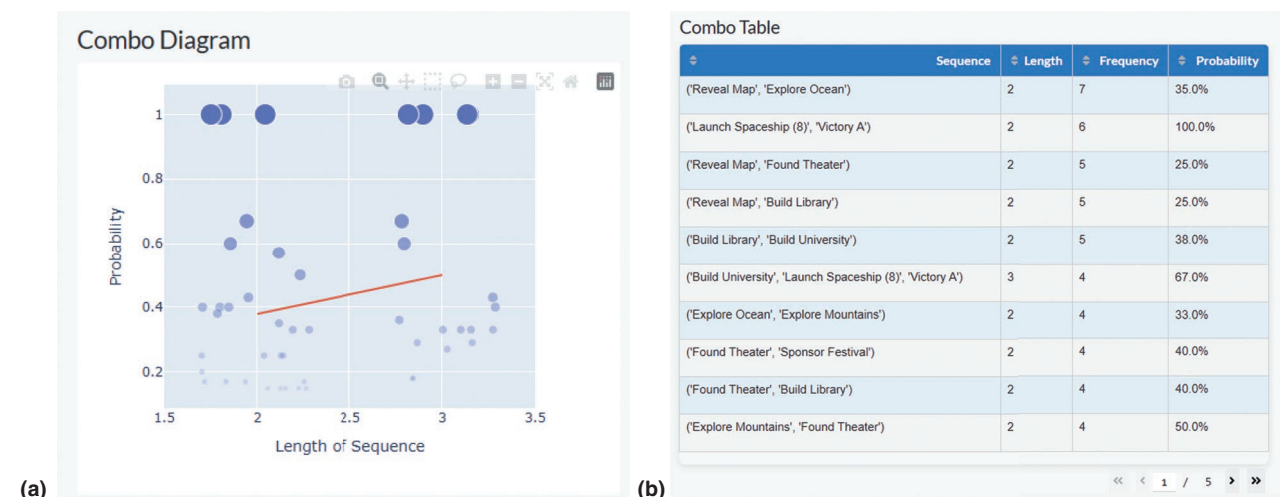 Combo Diagram
1
0.8
0.6
0.4
0.2
Probability
1.5 2 2.5 3 3.5
Length of Sequence
(a)
Combo Table
Sequence Length Frequency Probability
('Reveal Map', 'Explore Ocean') 2 7 35.0%
('Launch Spaceship (8)', 'Victory A') 2 6 100.0%
('Reveal Map', 'Found Theater') 2 5 25.0%
('Reveal Map', 'Build Library') 2 5 25.0%
('Build Library', 'Build University') 2 5 38.0%
('Build University', 'Launch Spaceship (8)', 'Victory A') 3 4 67.0%
('Explore Ocean', 'Explore Mountains') 2 4 33.0%
('Found Theater', 'Sponsor Festival') 2 4 40.0%
('Found Theater', 'Build Library') 2 4 40.0%
('Explore Mountains', 'Found Theater') 2 4 50.0%
« ‹ 1 / 5 › »
(b)